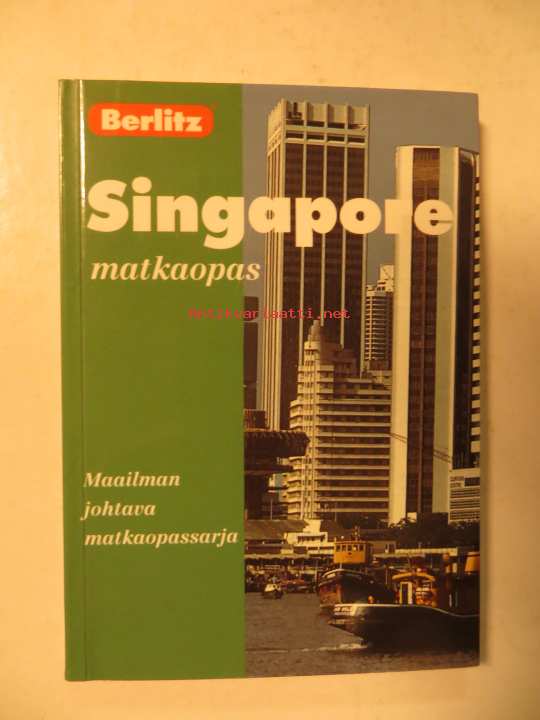 Berlitz
Singapore
matkaopas
Antikvariaatti.net
Maailman
johtava
matkaopassarja